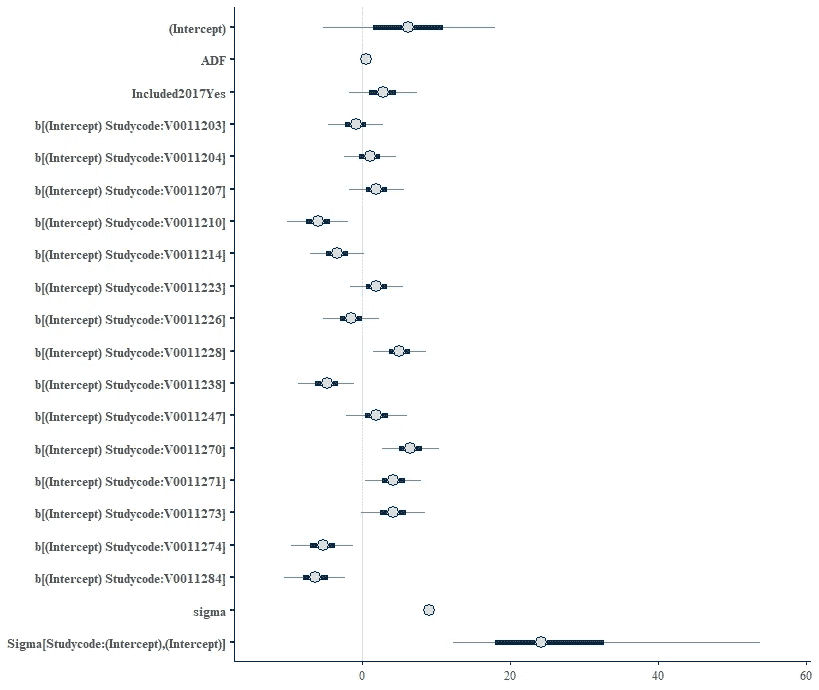 (Intercept)
ADF
Included2017Yes
b[(Intercept) Studycode:V0011203]
b[(Intercept) Studycode:V0011204]
b[(Intercept) Studycode:V0011207]
b[(Intercept) Studycode:V0011210]
b[(Intercept) Studycode:V0011214]
b[(Intercept) Studycode:V0011223]
b[(Intercept) Studycode:V0011226]
b[(Intercept) Studycode:V0011228]
b[(Intercept) Studycode:V0011238]
b[(Intercept) Studycode:V0011247]
b[(Intercept) Studycode:V0011270]
b[(Intercept) Studycode:V0011271]
b[(Intercept) Studycode:V0011273]
b[(Intercept) Studycode:V0011274]
b[(Intercept) Studycode:V0011284]
sigma
Sigma[Studycode:(Intercept),(Intercept)]
0 20 40 60